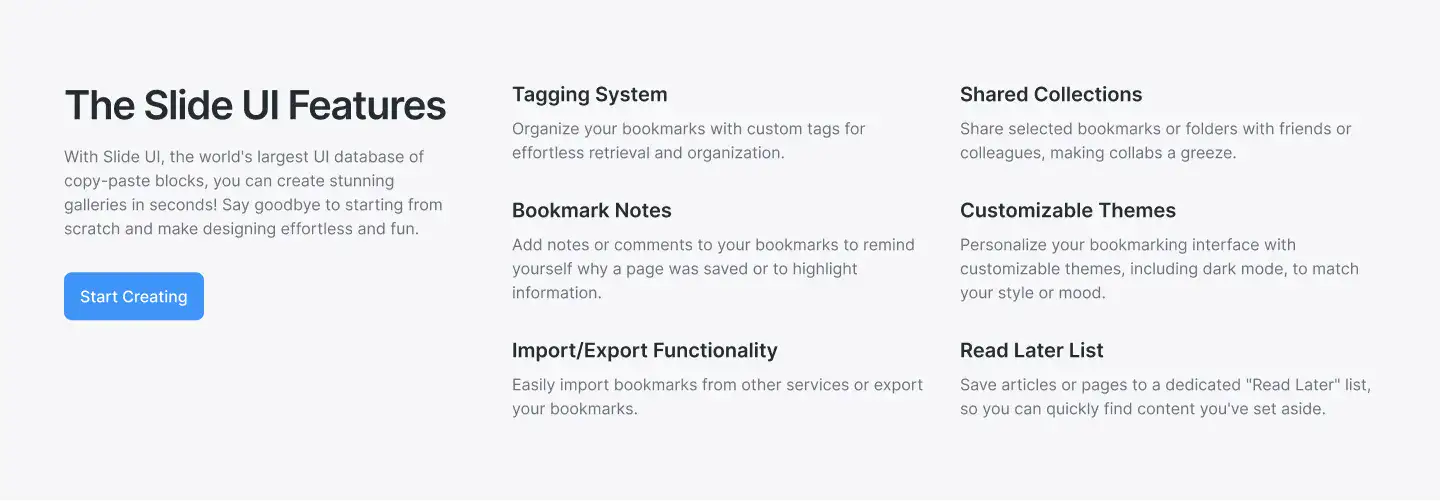 The Slide UI Features
With Slide UI, the world's largest UI database of
copy-paste blocks, you can create stunning
galleries in seconds! Say goodbye to starting from
scratch and make designing effortless and fun.
Start Creating
Tagging System
Organize your bookmarks with custom tags for
effortless retrieval and organization.
Bookmark Notes
Add notes or comments to your bookmarks to remind
yourself why a page was saved or to highlight
information.
Import/Export Functionality
Easily import bookmarks from other services or export
your bookmarks.
Shared Collections
Share selected bookmarks or folders with friends or
colleagues, making collabs a greeze.
Customizable Themes
Personalize your bookmarking interface with
customizable themes, including dark mode, to match
your style or mood.
Read Later List
Save articles or pages to a dedicated "Read Later" list,
so you can quickly find content you've set aside.